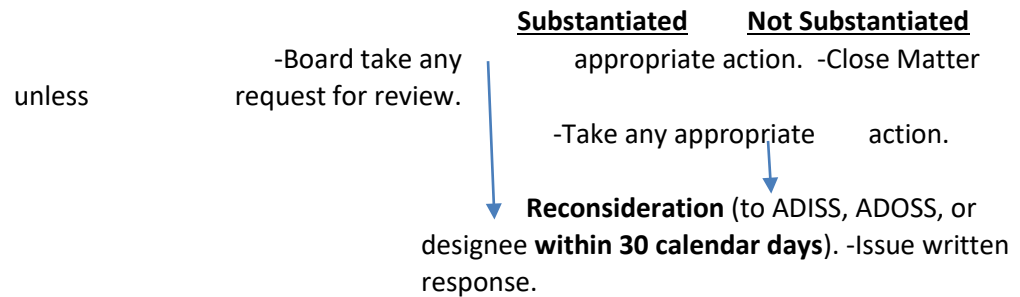 Substantiated Not Substantiated
-Board take any appropriate action. -Close Matter
unless request for review.
-Take any appropriate action.
Reconsideration (to ADISS, ADOSS, or
designee within 30 calendar days). -Issue written
response.